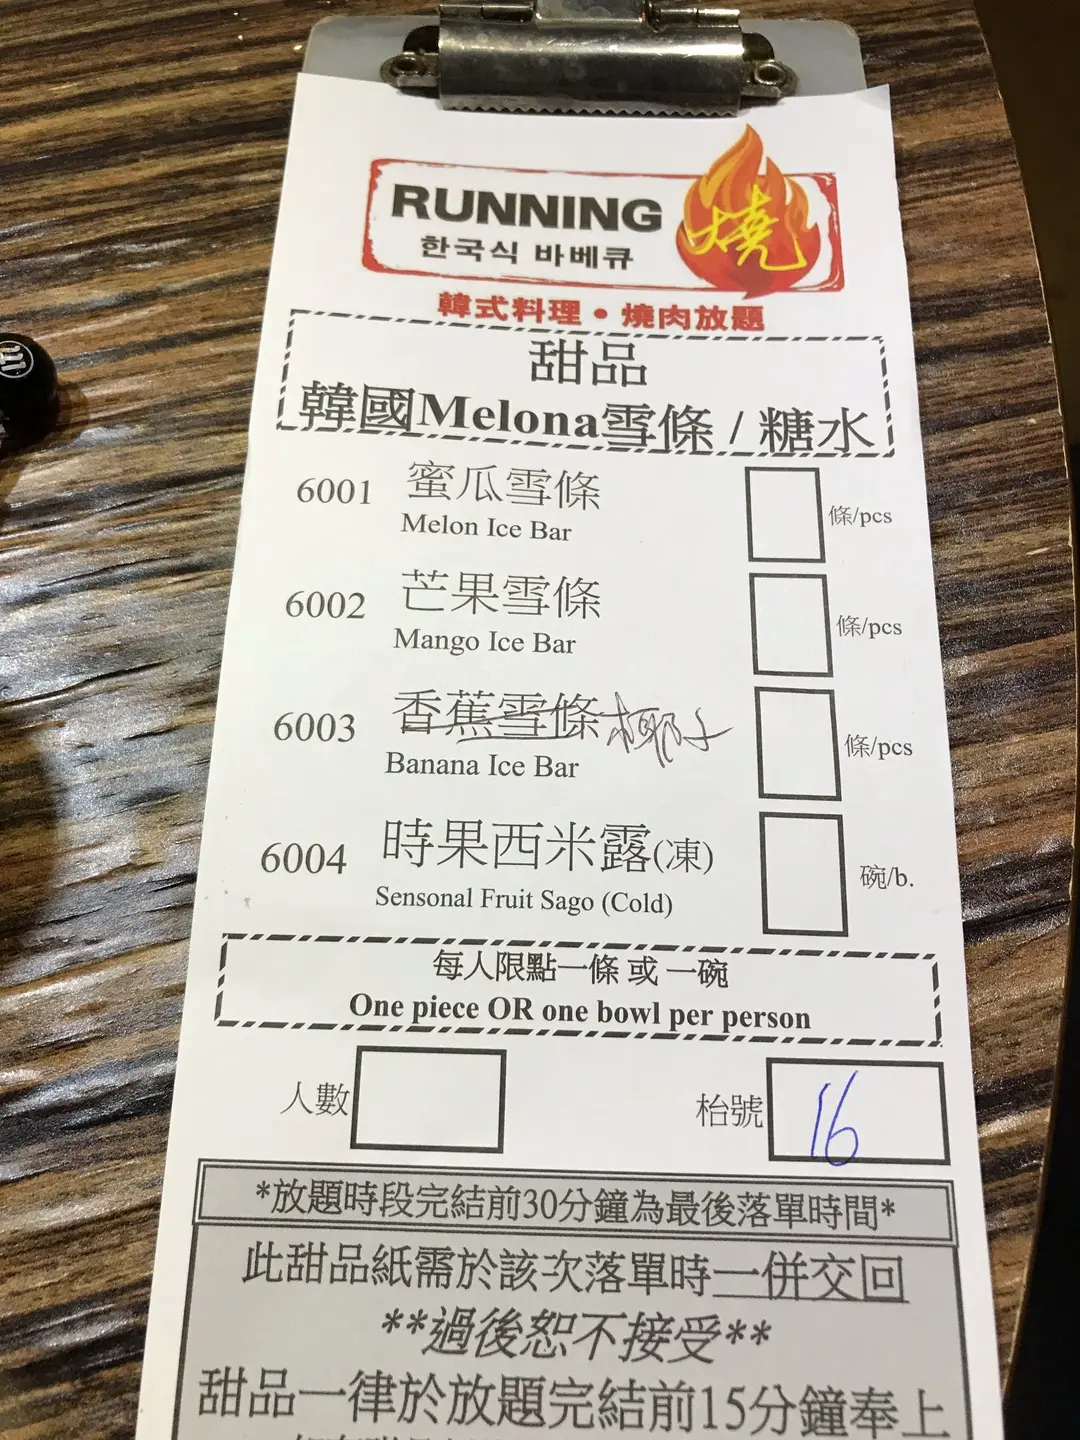 RUNNING 燒
한국식 바베큐
韓式料理•燒肉放題
甜品
韓國Melona雪條 / 糖水
6001 蜜瓜雪條 條/pcs
Melon Ice Bar
6002 芒果雪條 條/pcs
Mango Ice Bar
6003 香蕉雪條 椰子 條/pcs
Banana Ice Bar
6004 時果西米露(凍) 碗/b.
Sensonal Fruit Sago (Cold)
每人限點一條 或 一碗
One piece OR one bowl per person
人數 枱號 16
*放題時段完結前30分鐘為最後落單時間*
此甜品紙需於該次落單時一併交回
**過後恕不接受**
甜品一律於放題完結前15分鐘奉上